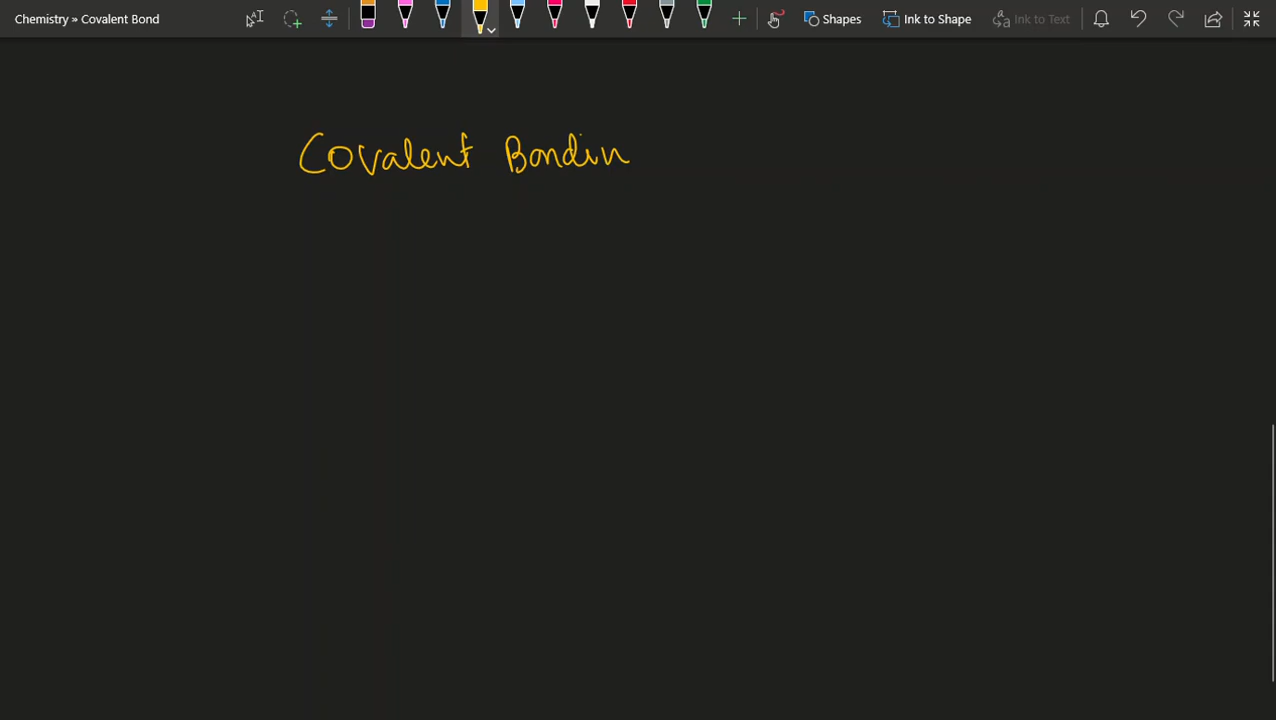 Chemistry » Covalent Bond
Shapes
Ink to Shape
Ink to Text
Covalent Bondin